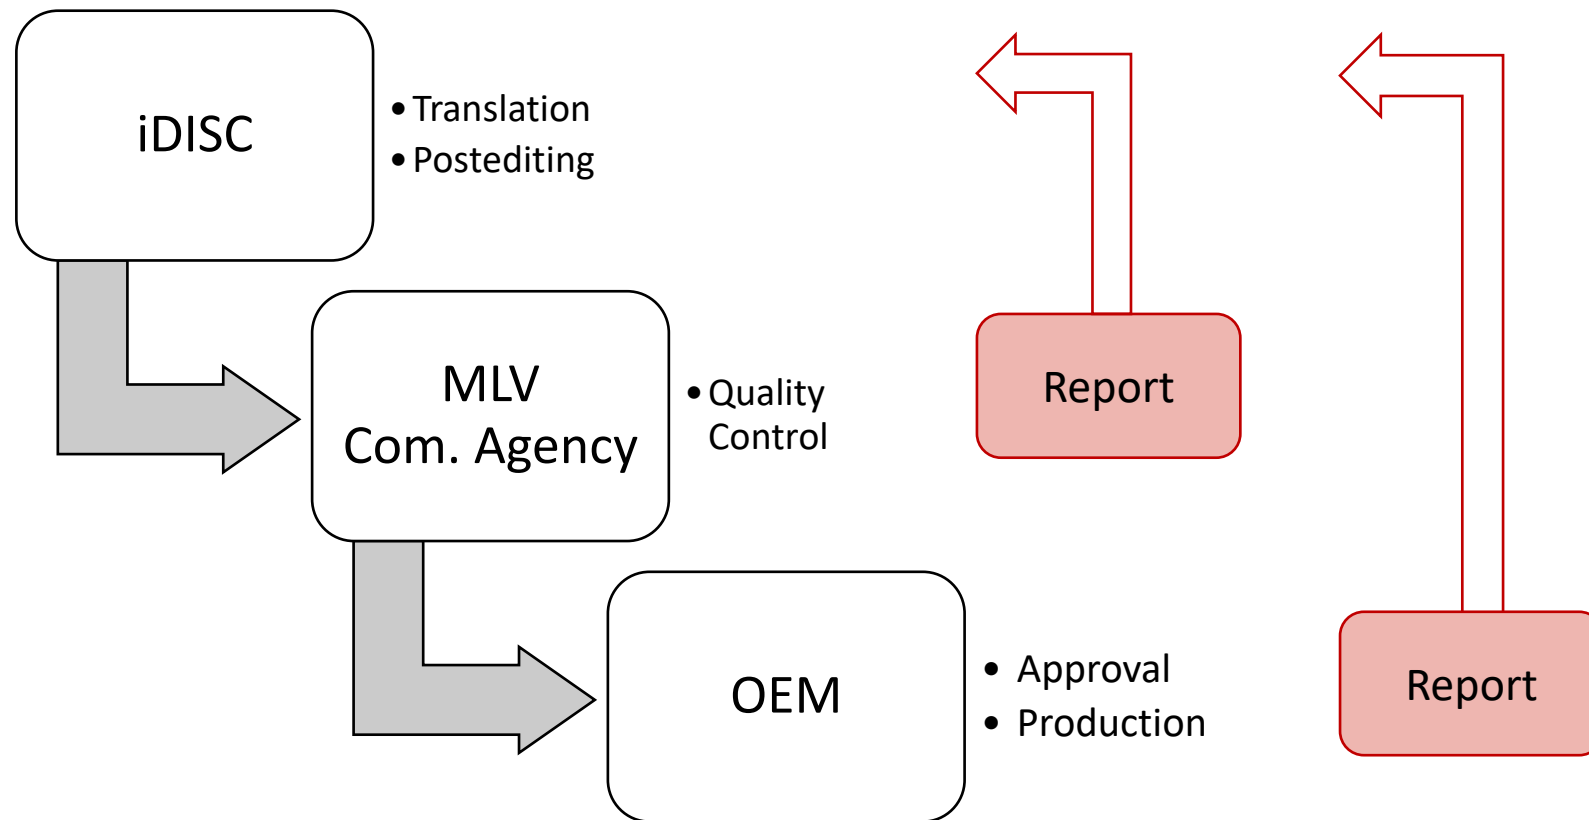 iDISC
• Translation
• Postediting
MLV
Com. Agency
• Quality
Control
Report
OEM
• Approval
• Production
Report